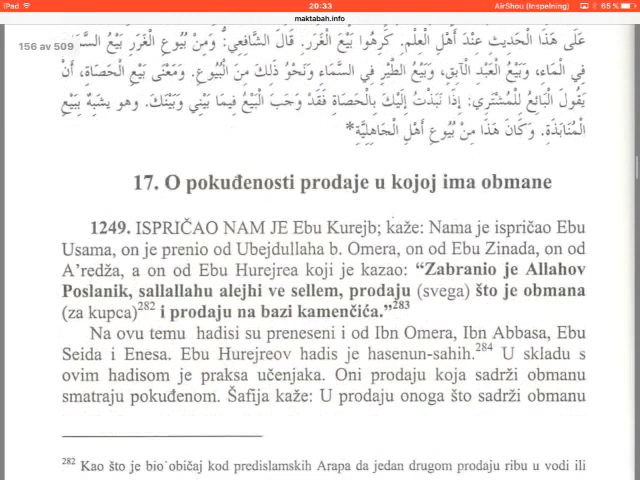 iPad
20:33
AirShou (Inspelning)
65 %
maktabah.info
156 av 509
عَلَى هَذَا الْحَدِيثِ عِنْدَ أَهْلِ الْعِلْمِ. كَرِهُوا بَيْعَ الْغَرَرِ. قَالَ الشَّافِعِيّ: وَمِنْ بُيُوعِ الْغَرَرِ بَيْعُ
فِي الْمَاءِ، وَبَيْعُ الْعَبْدِ الْآبِقِ، وَبَيْعُ الطَّيْرِ فِي السَّمَاءِ وَنَحْوُ ذَلِكَ مِنَ الْبُيُوعِ. وَمَعْنَى بَيْعِ الْحَصَاةِ، أَنْ
يَقُولَ الْبَائِعُ لِلْمُشْتَرِي: إِذَا نَبَذْتُ إِلَيْكَ بِالْحَصَاةِ فَقَدْ وَجَبَ الْبَيْعُ فِيمَا بَيْنِي وَبَيْنَكَ. وهو يشبِهُ بَيْعِ
الْمُنَابَذَةِ. وَكَانَ هَذَا مِنْ بُيُوعِ أَهْلِ الْجَاهِلِيَّةِ*
17. O pokuđenosti prodaje u kojoj ima obmane
1249. ISPRIČAO NAM JE Ebu Kurejb; kaže: Nama je ispričao Ebu
Usama, on je prenio od Ubejdullaha b. Omera, on od Ebu Zinada, on od
A'redža, a on od Ebu Hurejrea koji je kazao: “Zabranio je Allahov
Poslanik, sallallahu alejhi ve sellem, prodaju (svega) što je obmana
(za kupca)282 i prodaju na bazi kamenčića.”283
Na ovu temu hadisi su preneseni i od Ibn Omera, Ibn Abbasa, Ebu
Seida i Enesa. Ebu Hurejreov hadis je hasenun-sahih.284 U skladu s
ovim hadisom je praksa učenjaka. Oni prodaju koja sadrži obmanu
smatraju pokuđenom. Šafija kaže: U prodaju onoga što sadrži obmanu
282 Kao što je bio običaj kod predislamskih Arapa da jedan drugom prodaju ribu u vodi ili